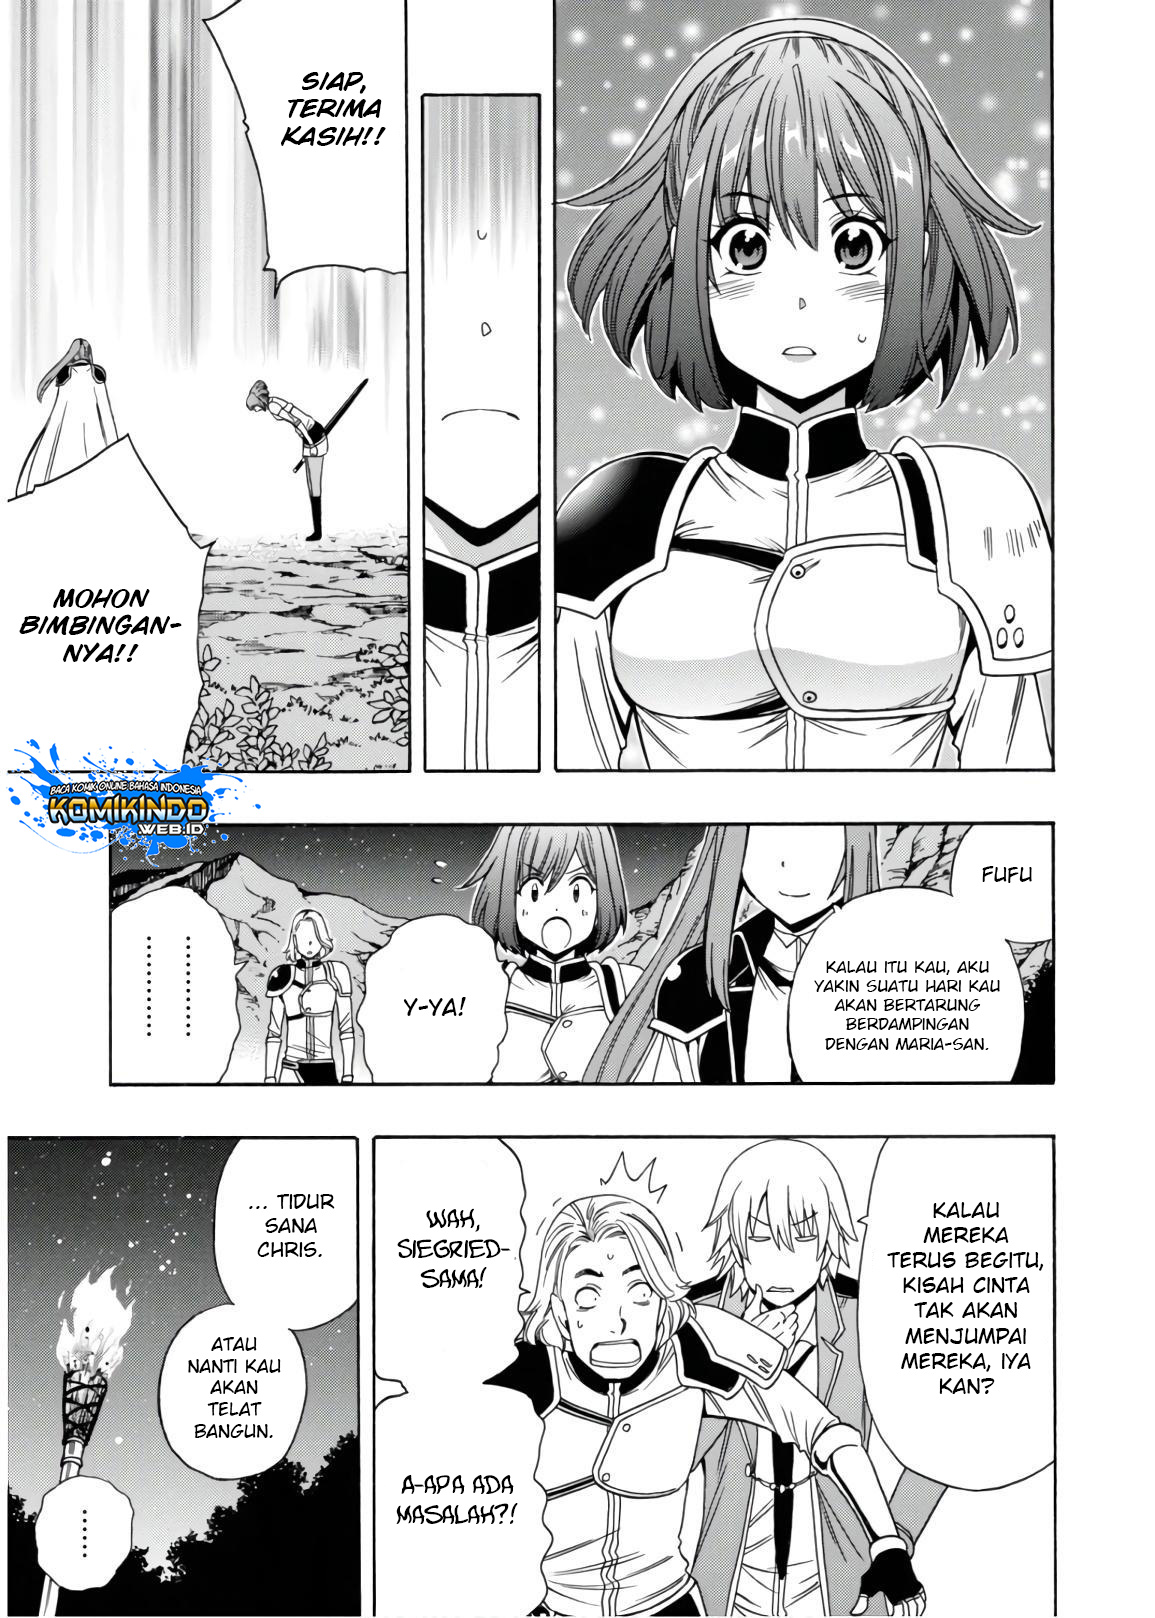 SIAP,
TERIMA
KASIH!!
MOHON
BIMBINGAN-
NYA!!
BACA KOMIK ONLINE BAHASA INDONESIA
KOMIKINDO
WEB.ID
FUFU
KALAU ITU KAU, AKU
YAKIN SUATU HARI KAU
AKAN BERTARUNG
BERDAMPINGAN
DENGAN MARIA-SAN.
Y-YA!
........
........
KALAU
MEREKA
TERUS BEGITU,
KISAH CINTA
TAK AKAN
MENJUMPAI
MEREKA, IYA
KAN?
WAH,
SIEGRIED-
SAMA!
A-APA ADA
MASALAH?!
... TIDUR
SANA
CHRIS.
ATAU
NANTI KAU
AKAN
TELAT
BANGUN.
......